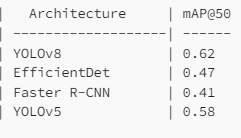 |   Architecture     | mAP@50
| -------------------| ------
| YOLOv8             | 0.62
| EfficientDet       | 0.47
| Faster R-CNN       | 0.41
| YOLOv5             | 0.58